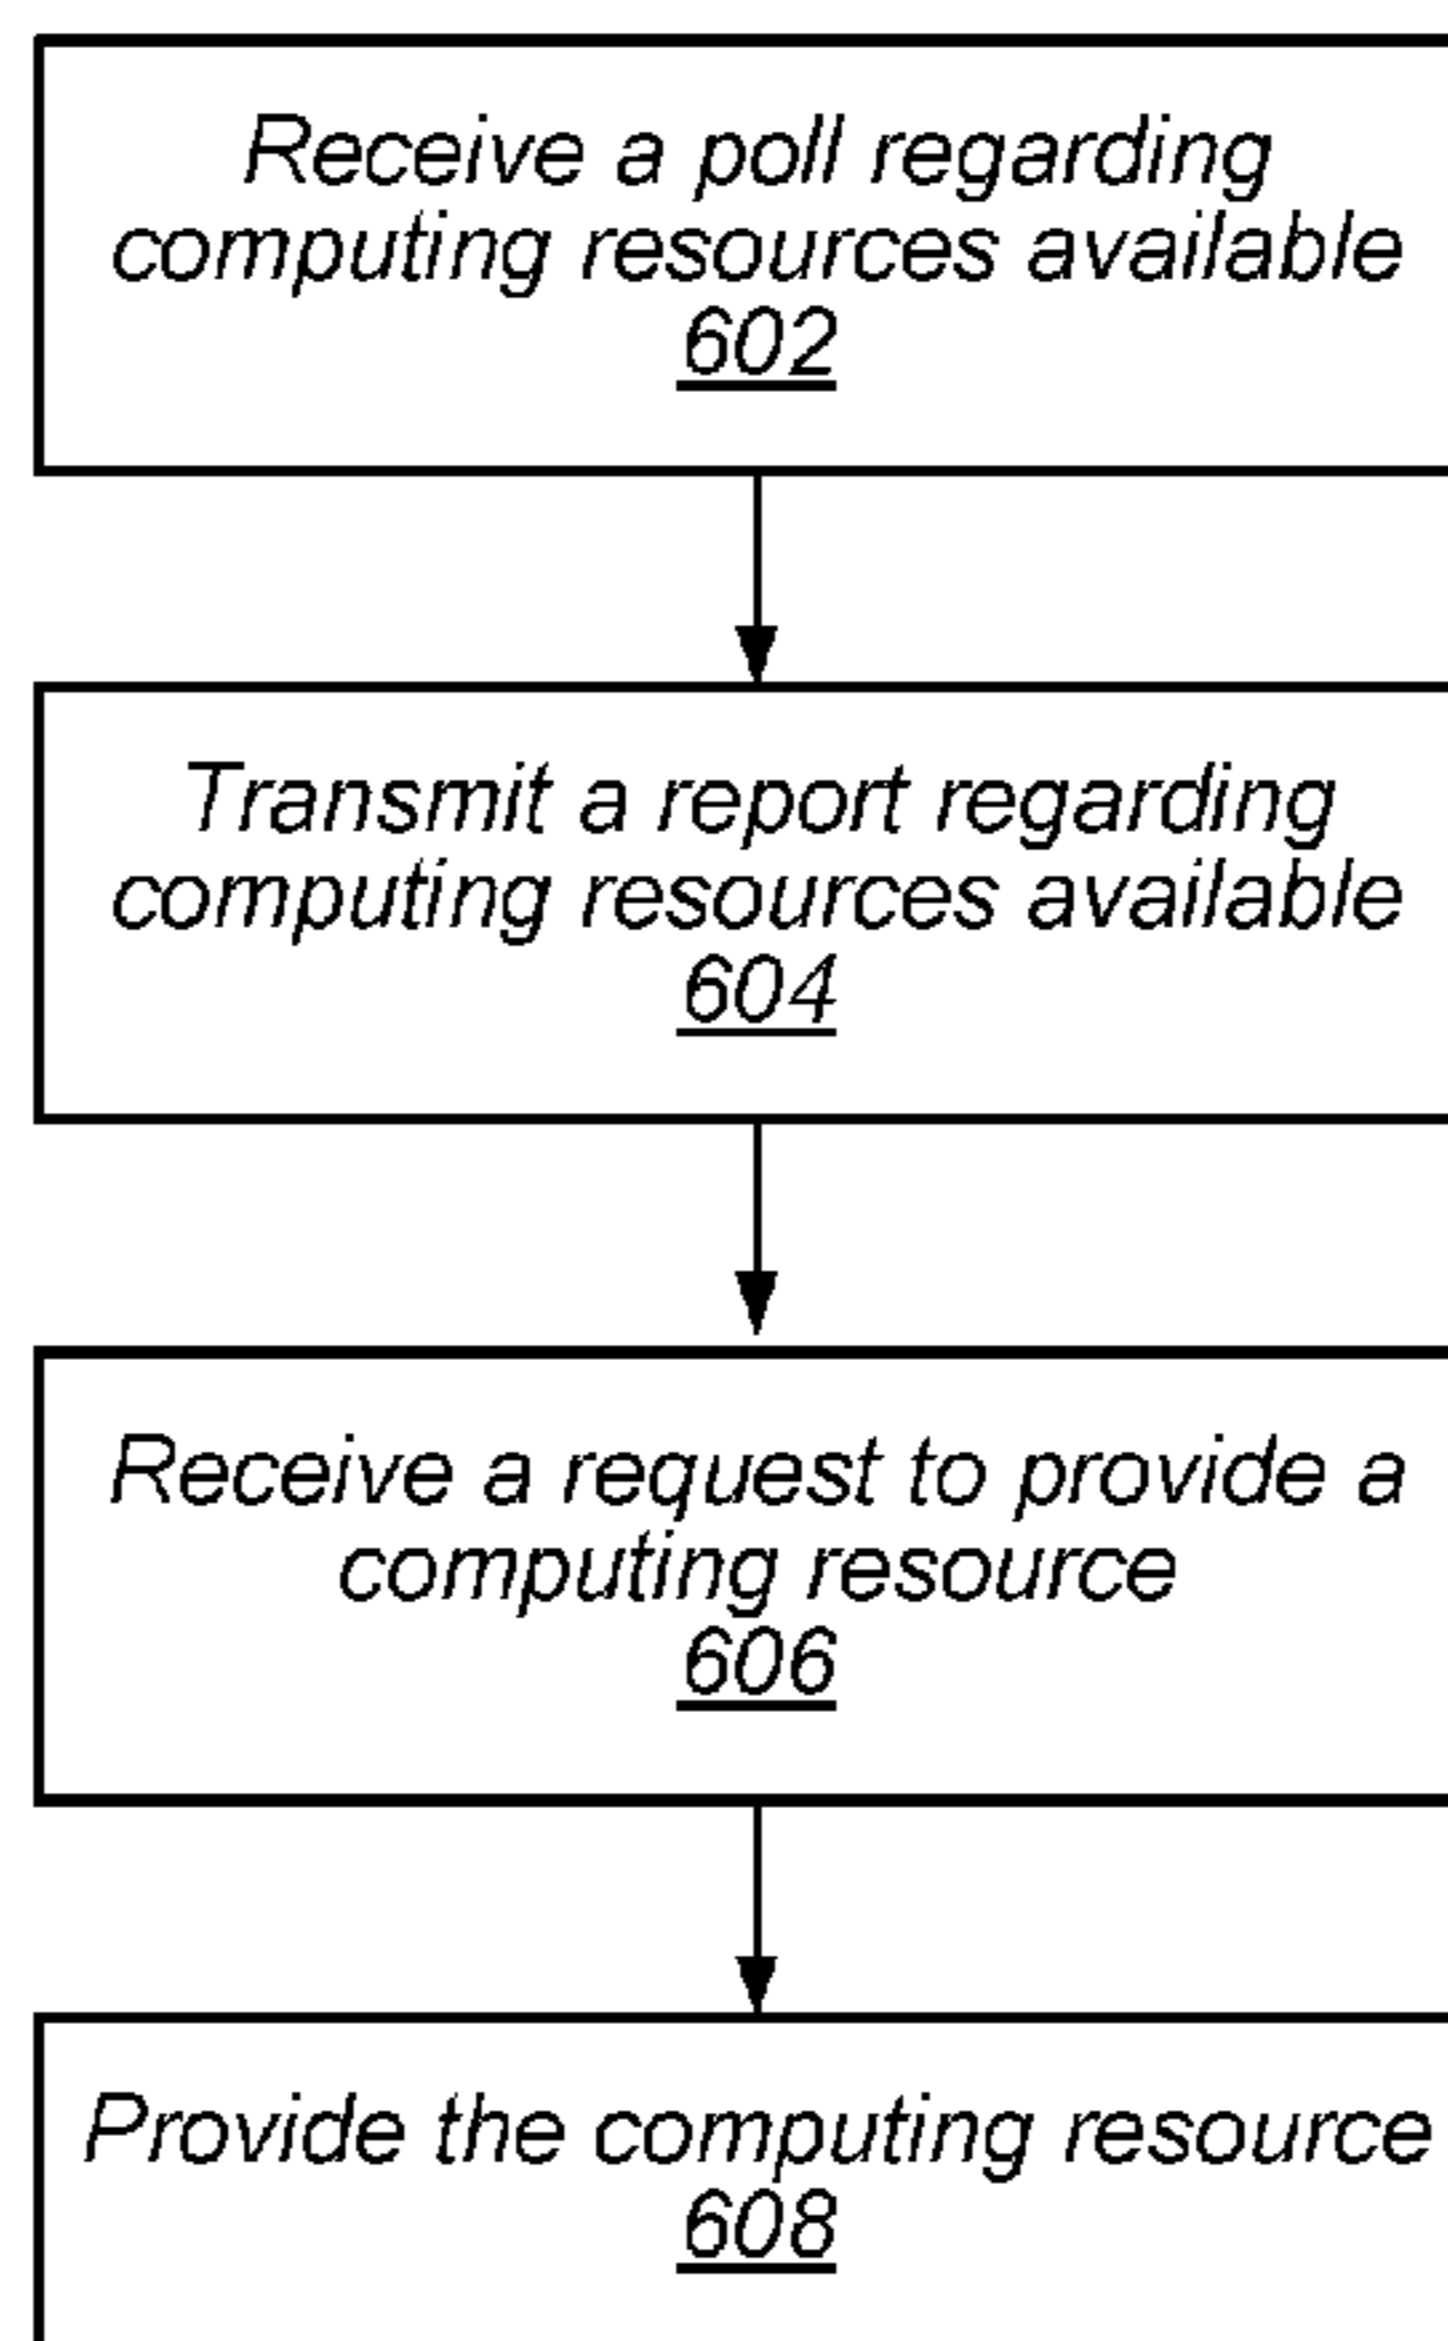 Receive a poll regarding
computing resources available
602
Transmit a report regarding
computing resources available
604
Receive a request to provide a
computing resource
606
Provide the computing resource
608